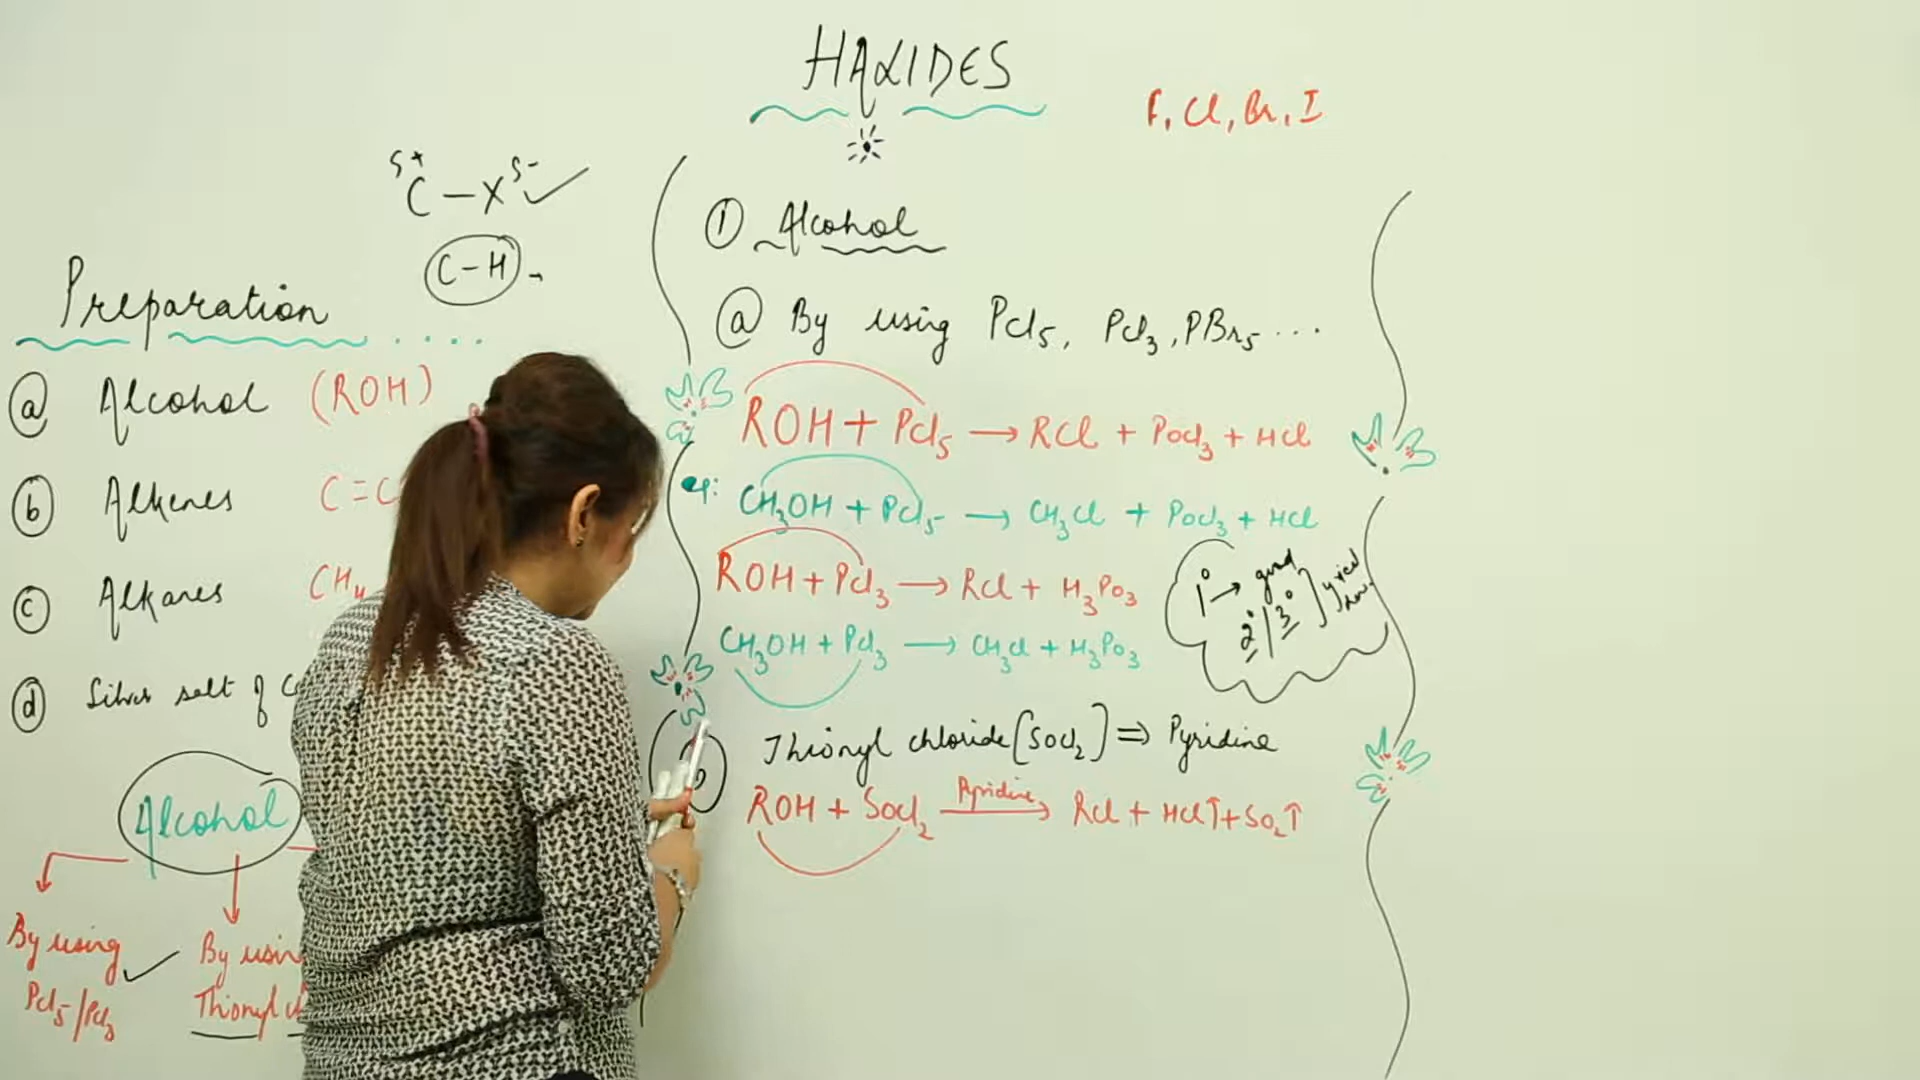 HALIDES
F, Cl, Br, I
δ+ C – X δ-
C – H -
Preparation
(a) Alcohol (ROH)
(b) Alkenes C=C
(c) Alkanes CH4
(d) Silver salt of
Alcohol
By using
PCl5/PCl3
By using
Thionyl
① Alcohol
(a) By using PCl5, PCl3, PBr5 ...
ROH + PCl5 → RCl + POCl3 + HCl
eg: CH3OH + PCl5 → CH3Cl + POCl3 + HCl
ROH + PCl3 → RCl + H3PO3
CH3OH + PCl3 → CH3Cl + H3PO3
1° → good
2°/3° } yield
(b) Thionyl chloride [SOCl2] ⇒ Pyridine
ROH + SOCl2 Pyridine → RCl + HCl↑ + SO2↑